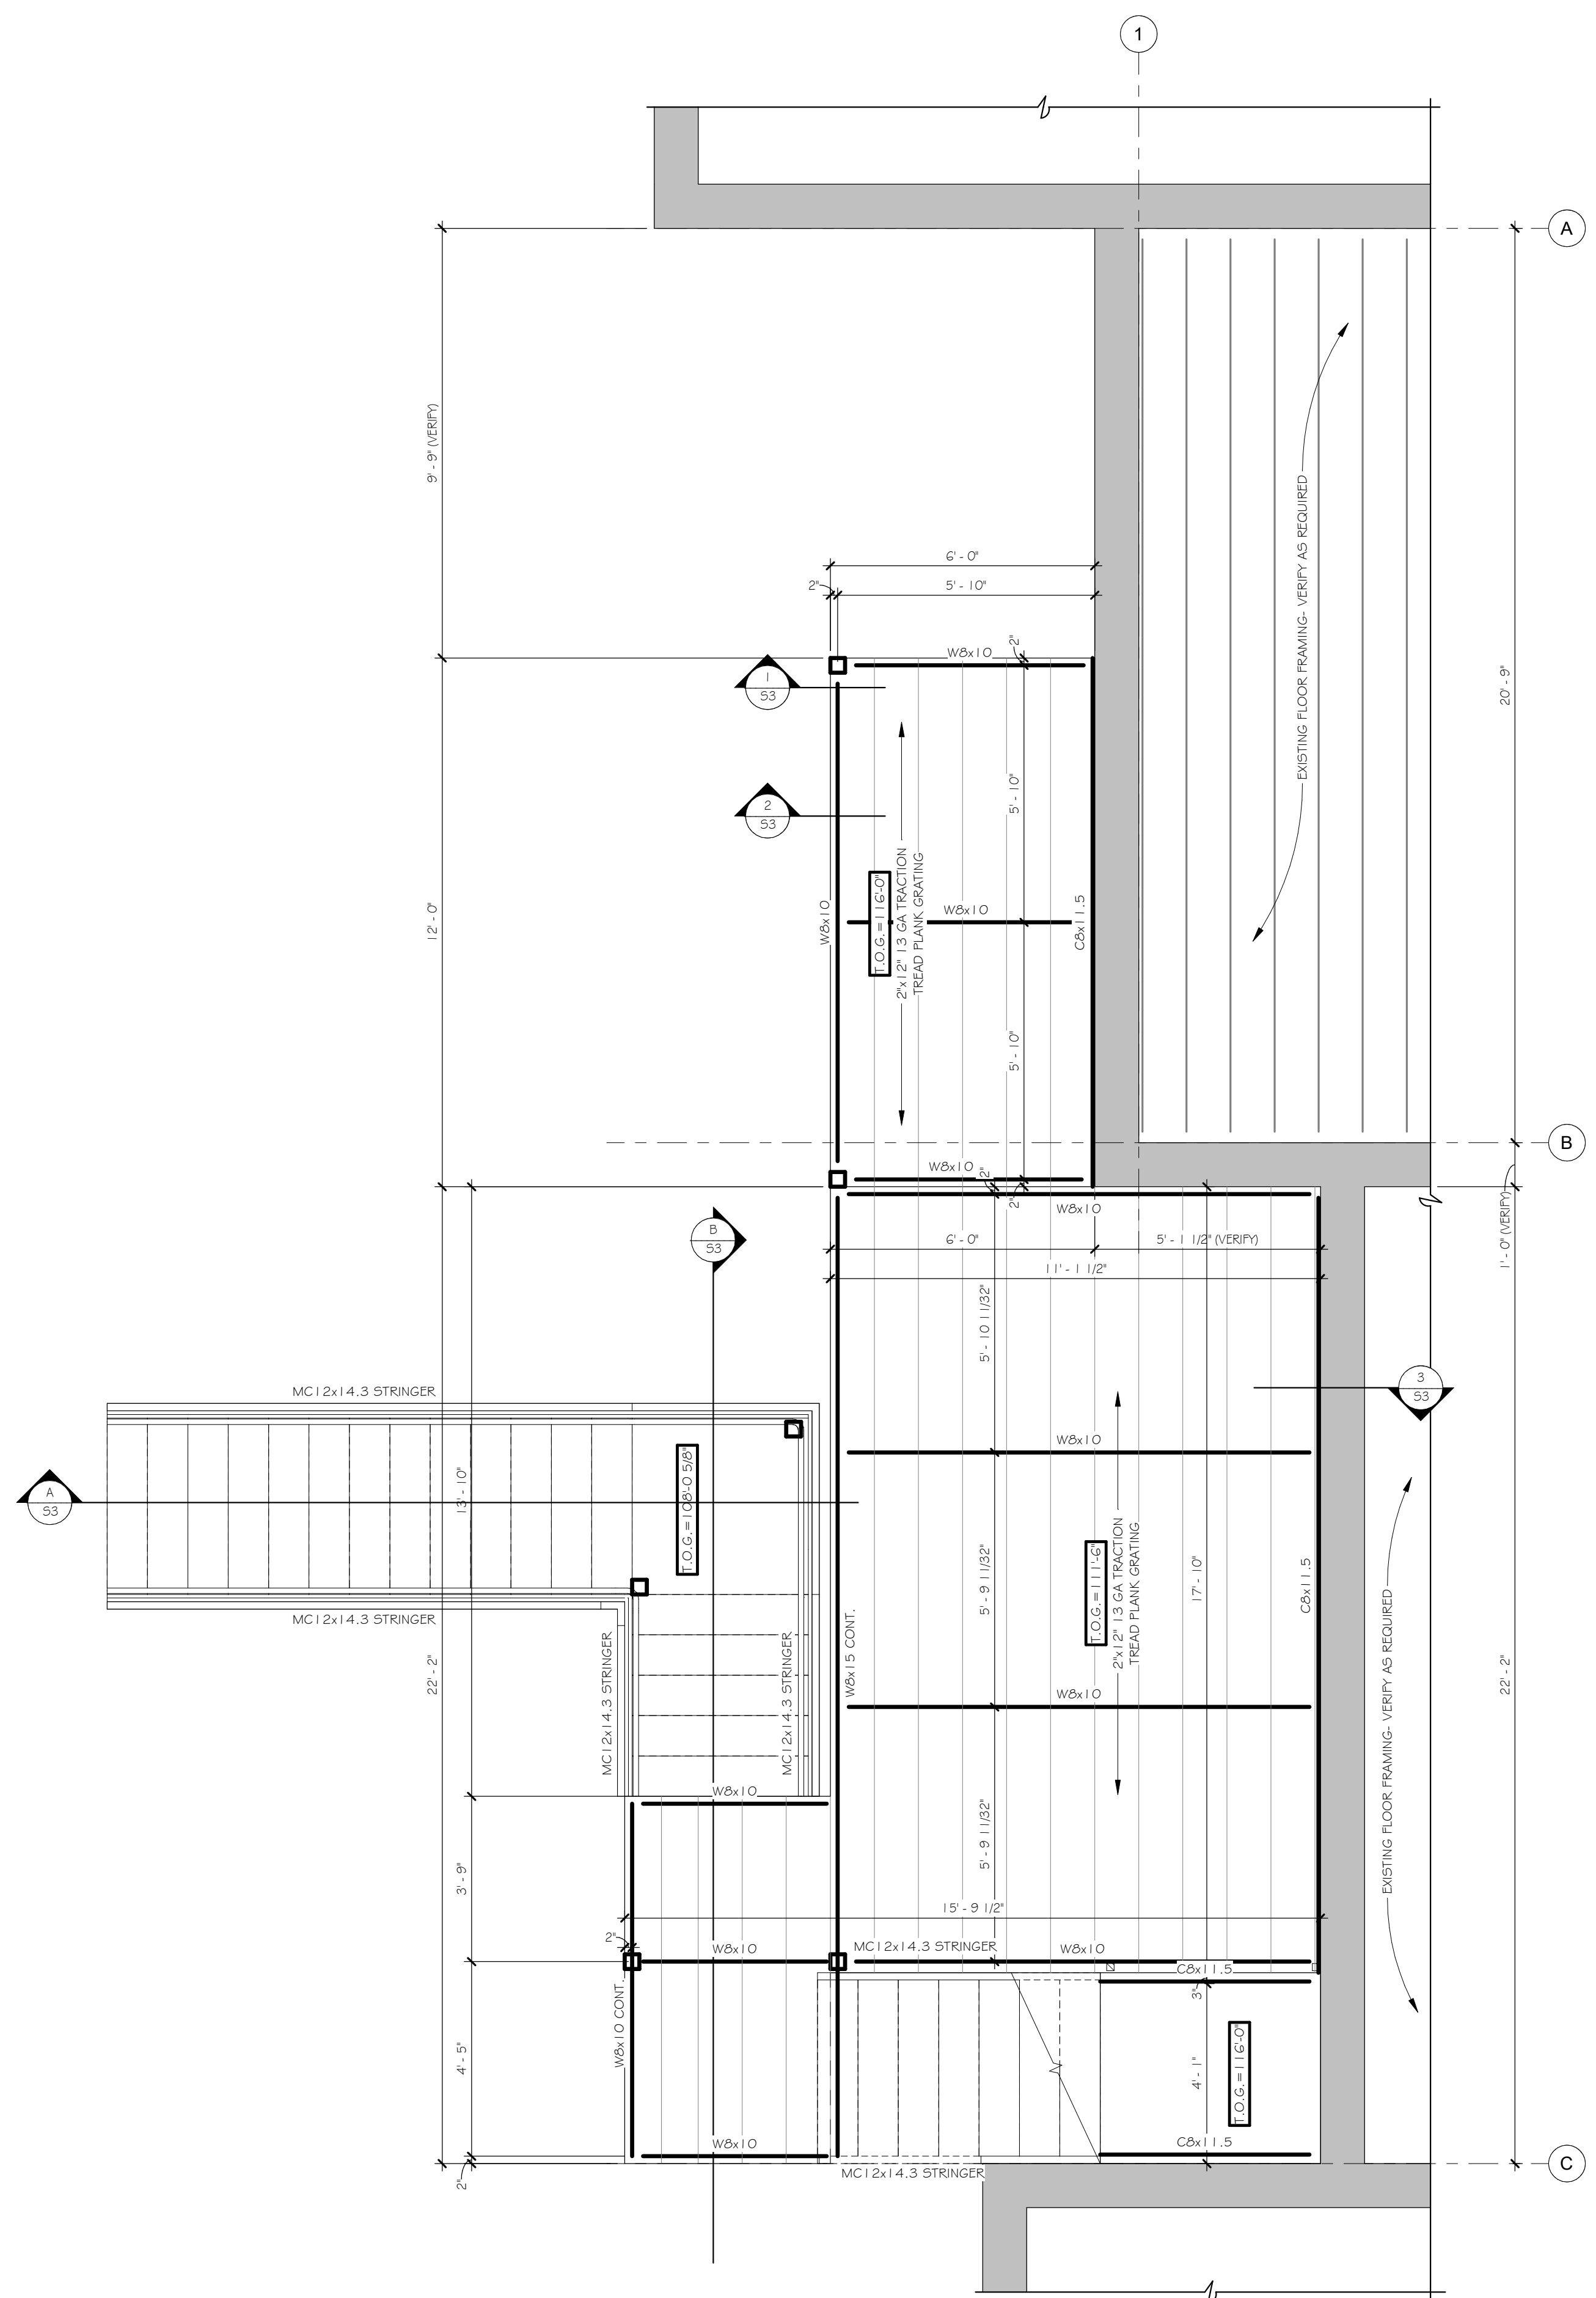 1
A
9' - 9" (VERIFY)
EXISTING FLOOR FRAMING- VERIFY AS REQUIRED
20' - 9"
6' - 0"
2"
5' - 10"
W8x10
2"
1
S3
2
S3
5' - 10"
12' - 0"
W8x10
T.O.G.=116'-0"
2"x12" 13 GA TRACTION
TREAD PLANK GRATING
W8x10
C8x11.5
5' - 10"
B
W8x10
2"
2"
W8x10
1' - 0" (VERIFY)
B
S3
6' - 0"
5' - 1 1/2" (VERIFY)
11' - 1 1/2"
5' - 10 11/32"
MC12x14.3 STRINGER
3
S3
W8x10
A
S3
13' - 10"
T.O.G.=108'-0 5/8"
MC12x14.3 STRINGER
5' - 9 11/32"
T.O.G.=111'-6"
2"x12" 13 GA TRACTION
TREAD PLANK GRATING
17' - 10"
C8x11.5
22' - 2"
MC12x14.3 STRINGER
MC12x14.3 STRINGER
W8x15 CONT.
W8x10
EXISTING FLOOR FRAMING- VERIFY AS REQUIRED
22' - 2"
W8x10
3' - 9"
5' - 9 11/32"
15' - 9 1/2"
2"
W8x10
MC12x14.3 STRINGER
W8x10
C8x11.5
3"
W8x10 CONT.
4' - 5"
4' - 1"
T.O.G.=116'-0"
W8x10
C8x11.5
2"
MC12x14.3 STRINGER
C